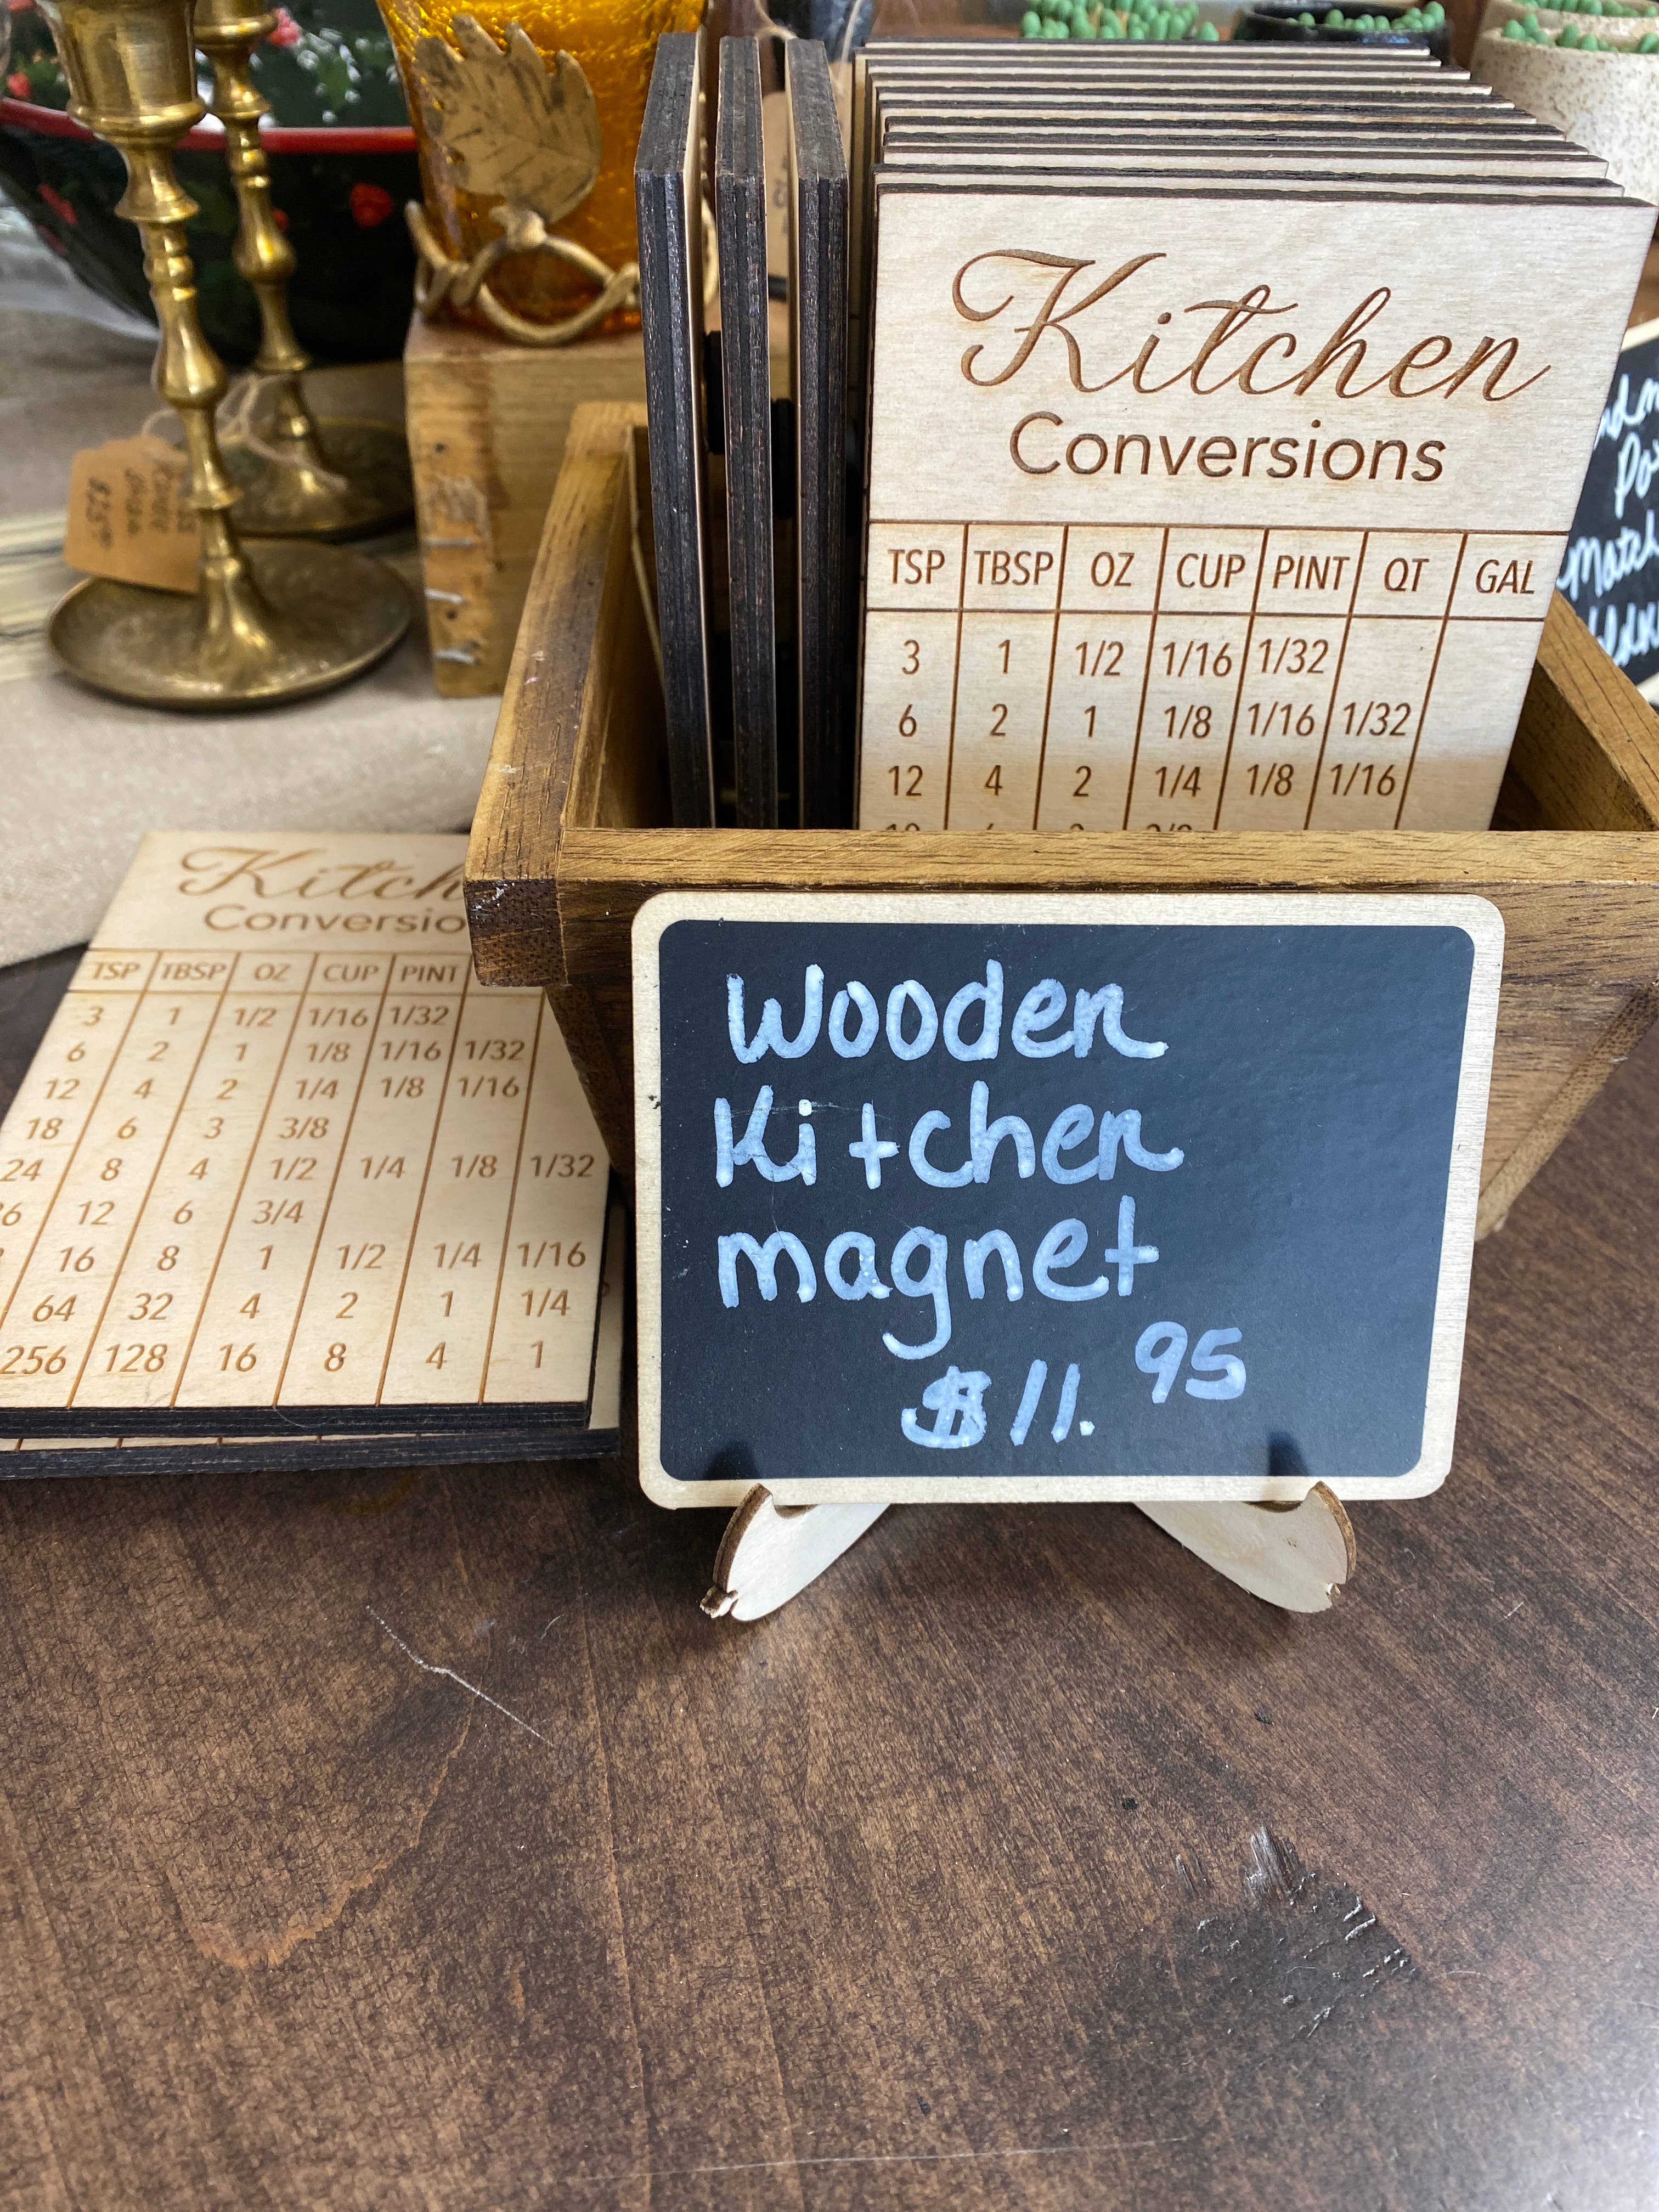 Kitchen
Conversions
TSP TBSP OZ CUP PINT QT GAL
3 1 1/2 1/16 1/32
6 2 1 1/8 1/16 1/32
12 4 2 1/4 1/8 1/16
Conversio
TSP TBSP OZ CUP PINT
3 1 1/2 1/16 1/32
6 2 1 1/8 1/16 1/32
12 4 2 1/4 1/8 1/16
18 6 3 3/8
24 8 4 1/2 1/4 1/8 1/32
12 6 3/4
16 8 1 1/2 1/4 1/16
64 32 4 2 1 1/4
256 128 16 8 4 1
Wooden
Kitchen
magnet
$11.95